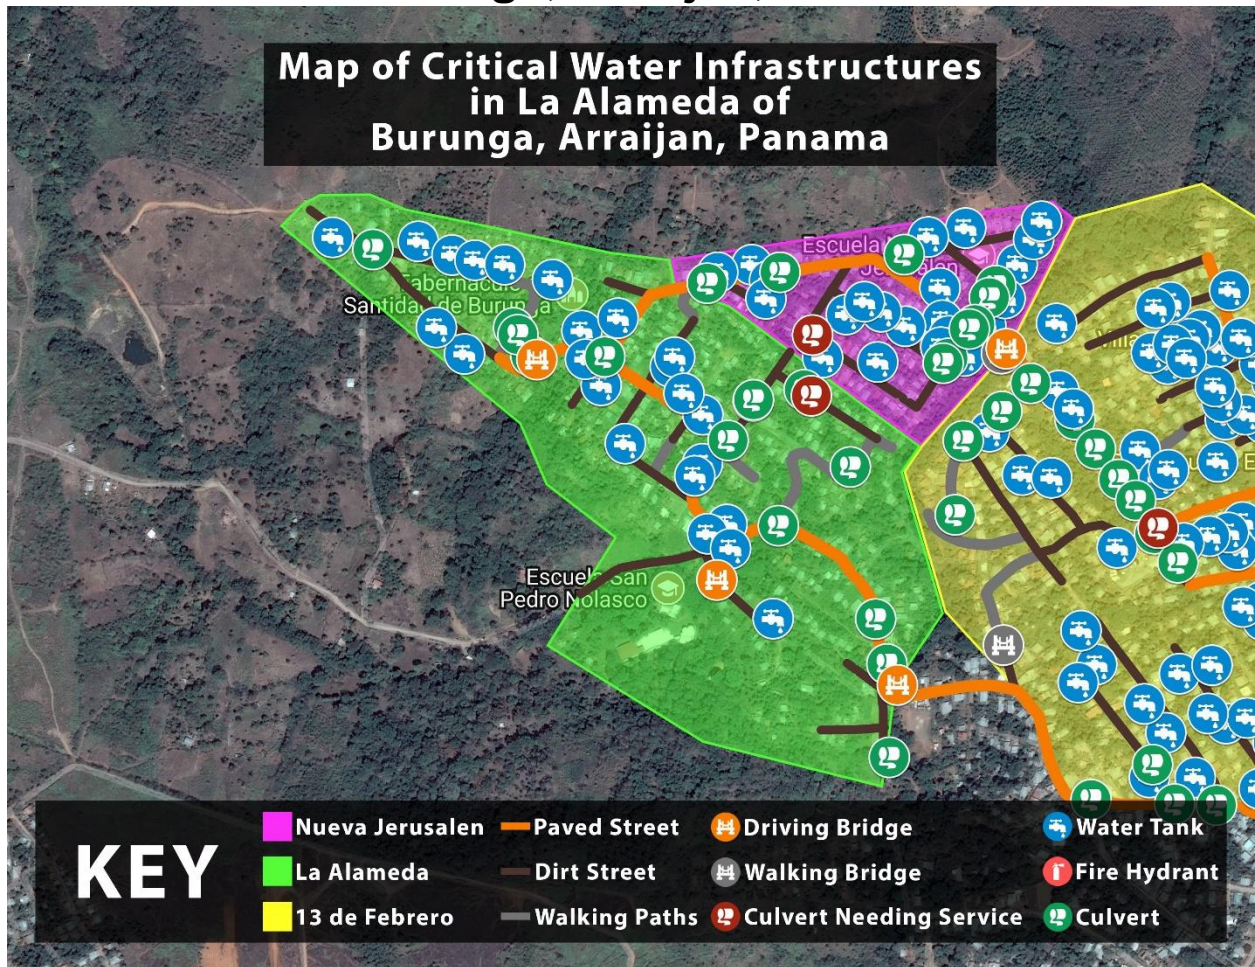 Map of Critical Water Infrastructures
in La Alameda of
Burunga, Arraijan, Panama
Escuela
Santidad de Burunga
Escuela San
Pedro Nolasco
KEY
Nueva Jerusalen
Paved Street
Driving Bridge
Water Tank
La Alameda
Dirt Street
Walking Bridge
Fire Hydrant
13 de Febrero
Walking Paths
Culvert Needing Service
Culvert